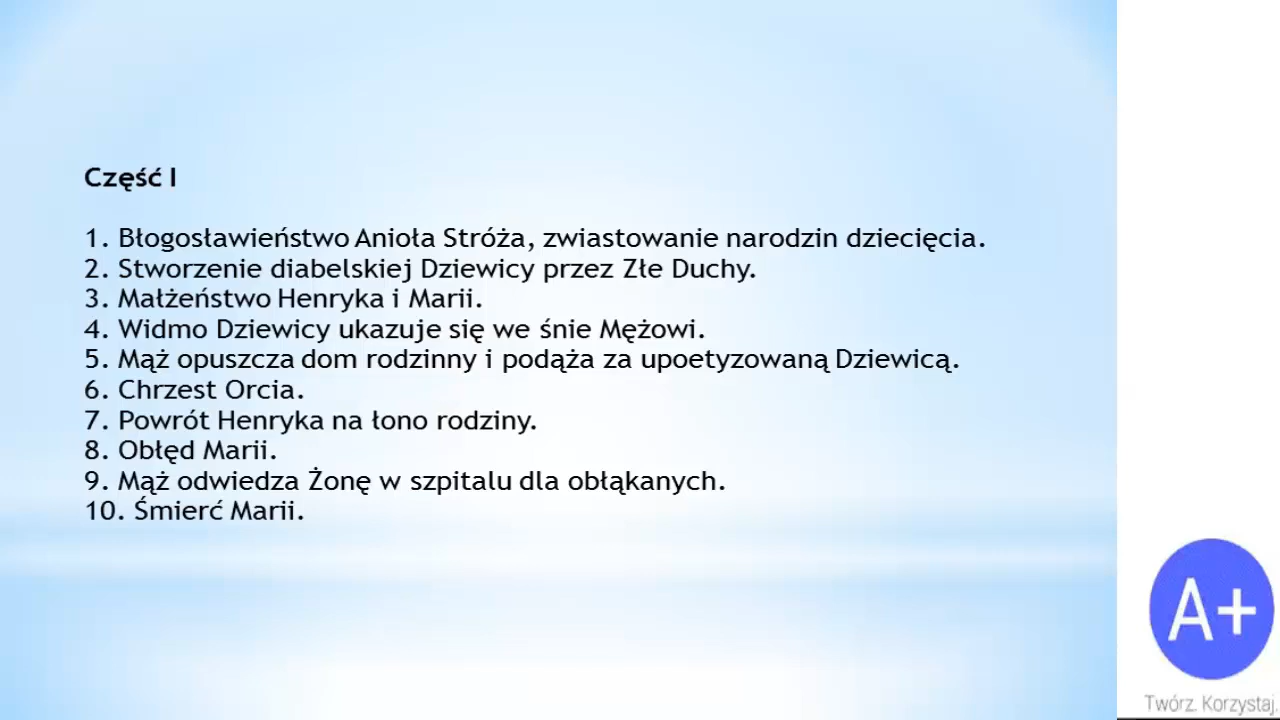 Część I
1. Błogosławieństwo Anioła Stróża, zwiastowanie narodzin dziecięcia.
2. Stworzenie diabelskiej Dziewicy przez Złe Duchy.
3. Małżeństwo Henryka i Marii.
4. Widmo Dziewicy ukazuje się we śnie Mężowi.
5. Mąż opuszcza dom rodzinny i podąża za upoetyzowaną Dziewicą.
6. Chrzest Orcia.
7. Powrót Henryka na łono rodziny.
8. Obłęd Marii.
9. Mąż odwiedza Żonę w szpitalu dla obłąkanych.
10. Śmierć Marii.
A+
Twórz. Korzystaj.